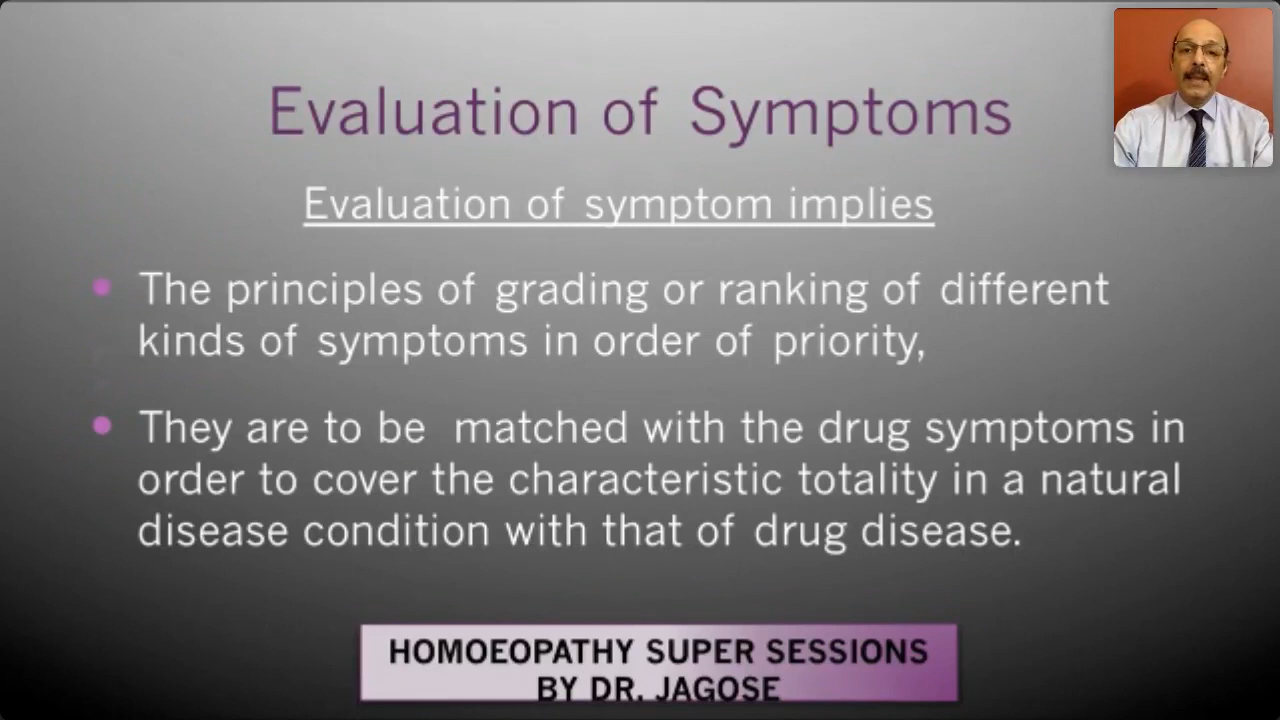 Evaluation of Symptoms
Evaluation of symptom implies
The principles of grading or ranking of different
kinds of symptoms in order of priority,
They are to be matched with the drug symptoms in
order to cover the characteristic totality in a natural
disease condition with that of drug disease.
HOMOEOPATHY SUPER SESSIONS
BY DR. JAGOSE